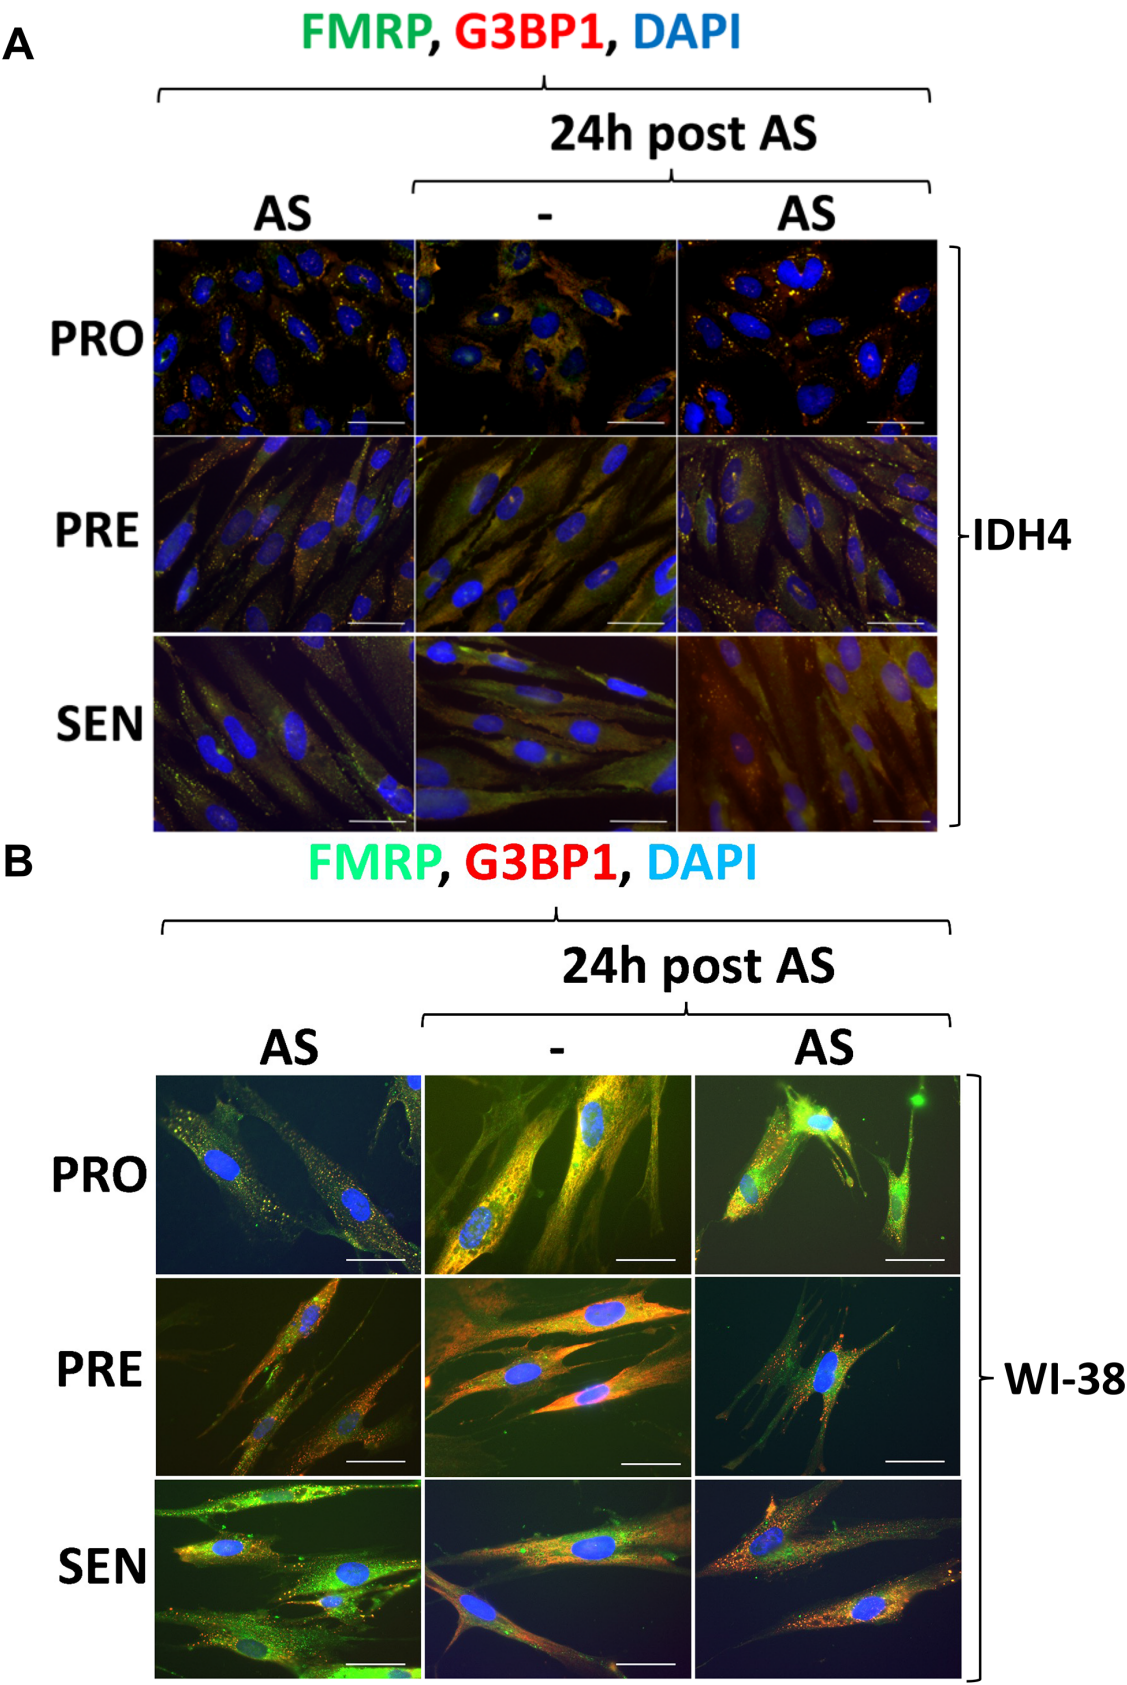 A
FMRP, G3BP1, DAPI
24h post AS
AS - AS
PRO
PRE
IDH4
SEN
B
FMRP, G3BP1, DAPI
24h post AS
AS - AS
PRO
PRE
WI-38
SEN